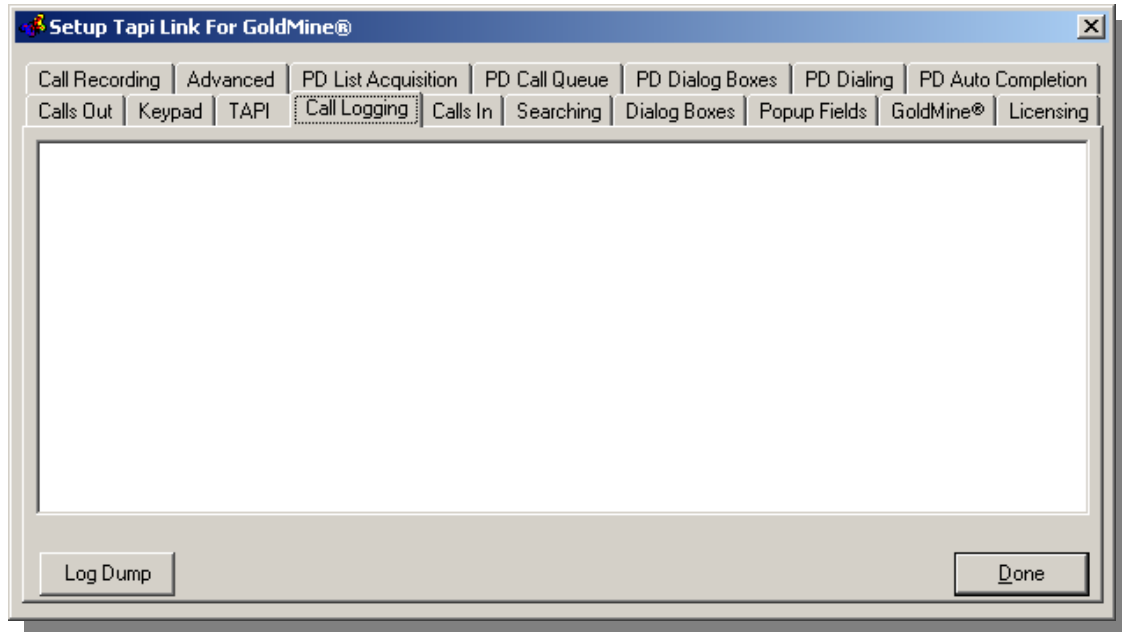 Setup Tapi Link For GoldMine®
Call Recording Advanced PD List Acquisition PD Call Queue PD Dialog Boxes PD Dialing PD Auto Completion
Calls Out Keypad TAPI Call Logging Calls In Searching Dialog Boxes Popup Fields GoldMine® Licensing
Log Dump Done